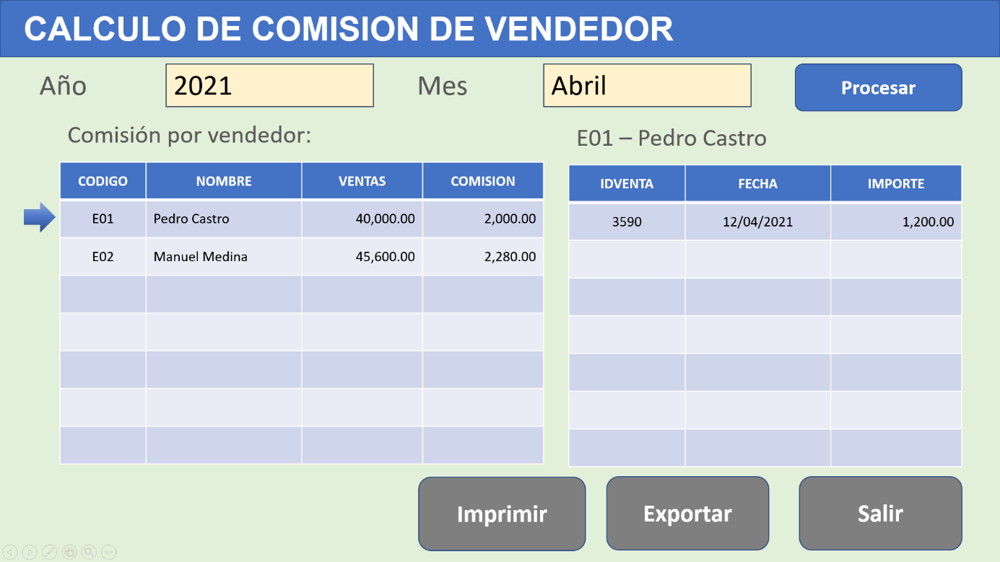 CALCULO DE COMISION DE VENDEDOR
Año 2021 Mes Abril Procesar
Comisión por vendedor:
CODIGO NOMBRE VENTAS COMISION
E01 Pedro Castro 40,000.00 2,000.00
E02 Manuel Medina 45,600.00 2,280.00
E01 – Pedro Castro
IDVENTA FECHA IMPORTE
3590 12/04/2021 1,200.00
Imprimir Exportar Salir